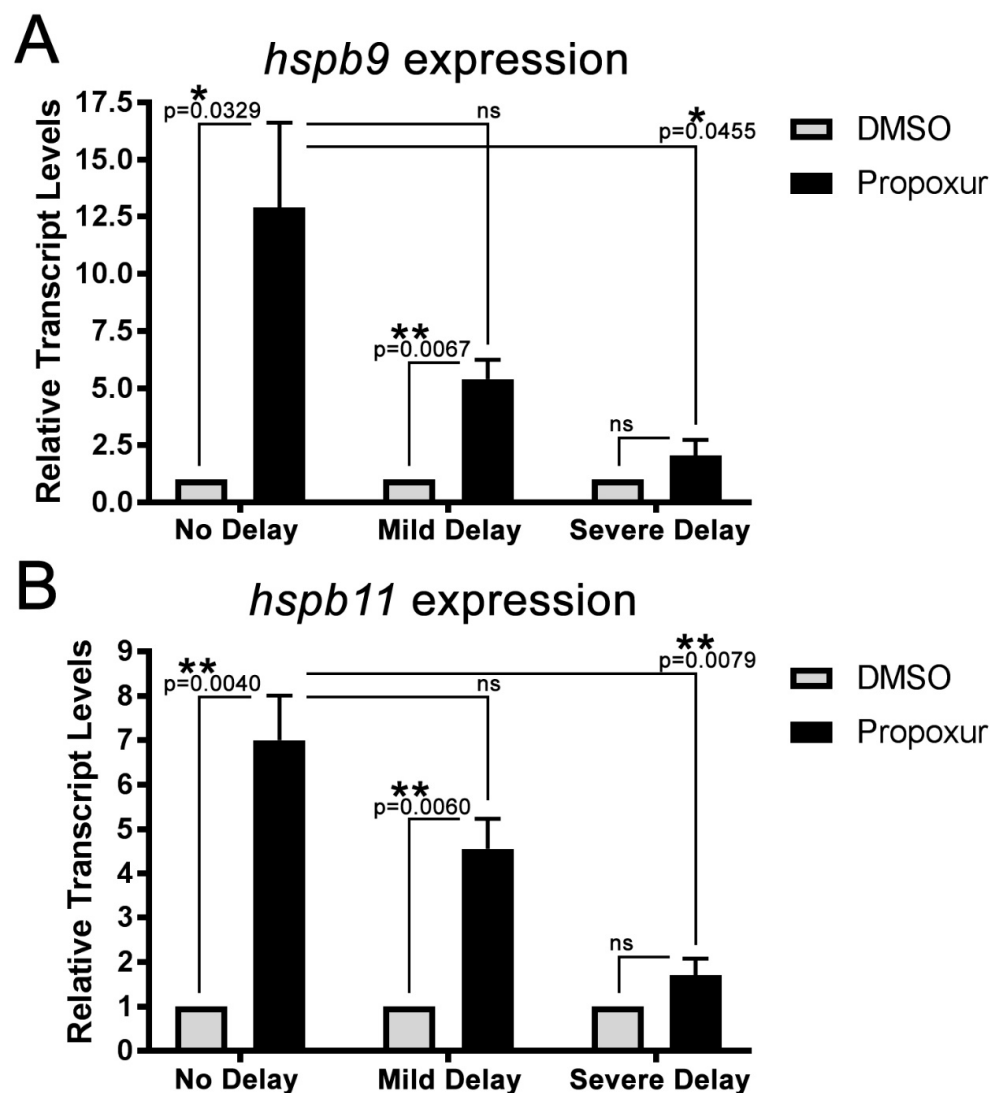 A
hspb9 expression
Relative Transcript Levels
17.5
15.0
12.5
10.0
7.5
5.0
2.5
0.0
*
p=0.0329
ns
*
p=0.0455
**
p=0.0067
ns
No Delay
Mild Delay
Severe Delay
DMSO
Propoxur
B
hspb11 expression
Relative Transcript Levels
9
8
7
6
5
4
3
2
1
0
**
p=0.0040
ns
**
p=0.0079
**
p=0.0060
ns
No Delay
Mild Delay
Severe Delay
DMSO
Propoxur